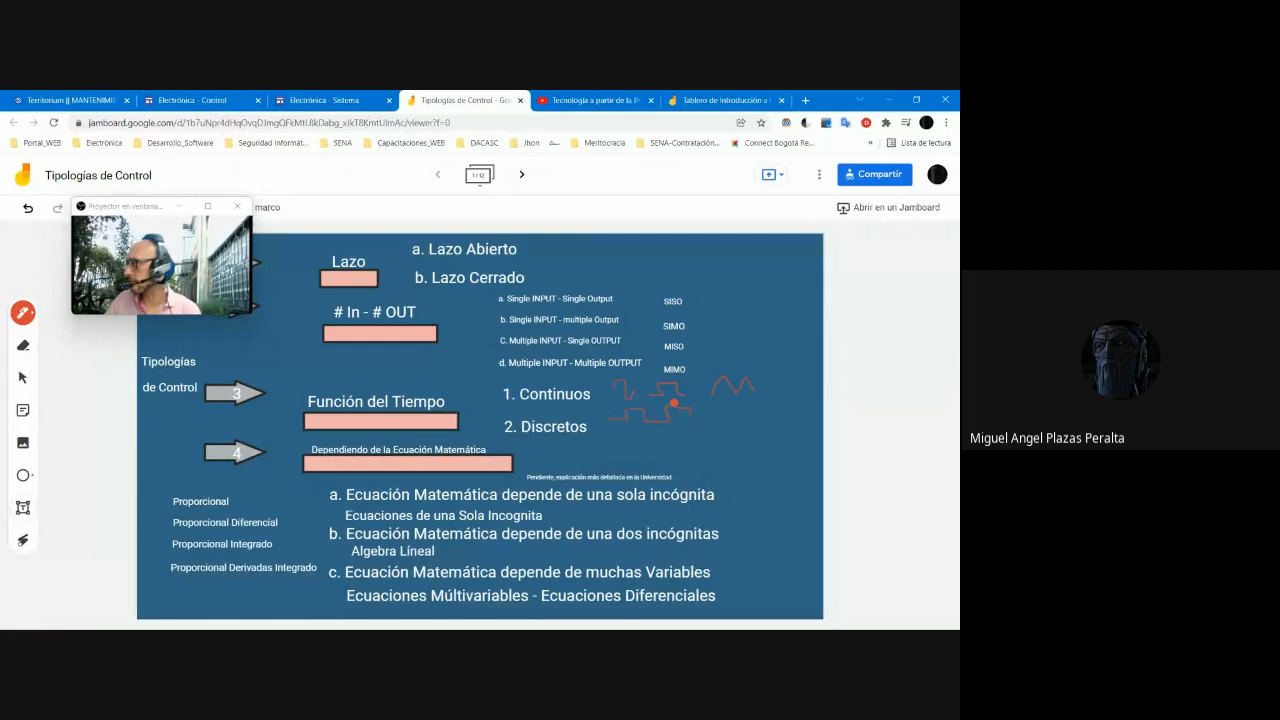 Territorium || MANTENIMI
Electrónica - Control
Electrónica - Sistema
Tipologías de Control - Go
Tecnología a partir de la P
Tablero de Introducción a
Portal_WEB
Electrónica
Desarrollo_Software
Seguridad Informát...
SENA
Capacitaciones_WEB
DACASC
Jhon
Meritocracia
SENA-Contratación...
Connect Bogotá Re...
»
Lista de lectura
Tipologías de Control
1 / 12
Compartir
Proyector en ventana...
marco
Abrir en un Jamboard
Lazo
a. Lazo Abierto
b. Lazo Cerrado
# In - # OUT
a. Single INPUT - Single Output SISO
b. Single INPUT - multiple Output SIMO
C. Multiple INPUT - Single OUTPUT MISO
d. Multiple INPUT - Multiple OUTPUT MIMO
Tipologías
de Control
3
Función del Tiempo
1. Continuos
2. Discretos
4
Dependiendo de la Ecuación Matemática
Pendiente, explicación más detallada en la Universidad
a. Ecuación Matemática depende de una sola incógnita
Ecuaciones de una Sola Incognita
b. Ecuación Matemática depende de una dos incógnitas
Algebra Líneal
c. Ecuación Matemática depende de muchas Variables
Ecuaciones Múltivariables - Ecuaciones Diferenciales
Proporcional
Proporcional Diferencial
Proporcional Integrado
Proporcional Derivadas Integrado
Miguel Angel Plazas Peralta